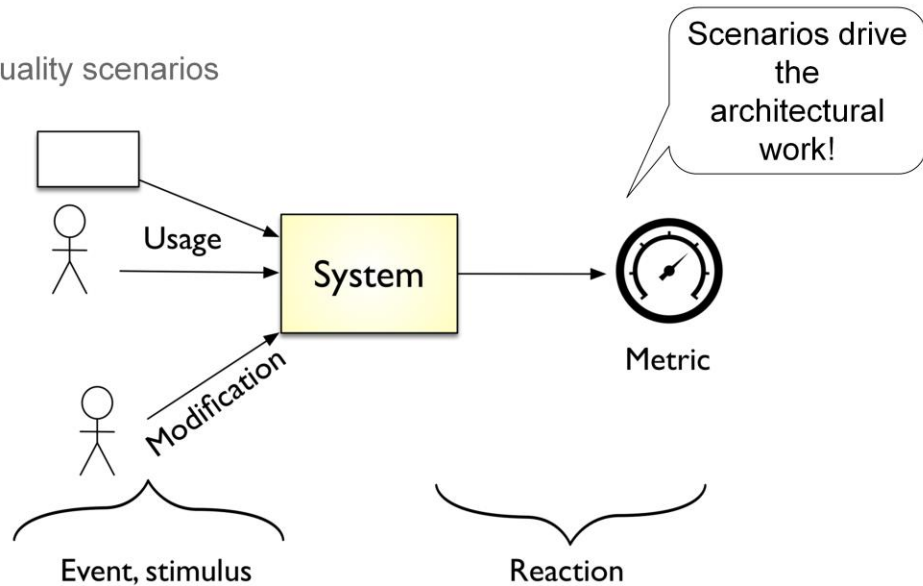 uality scenarios
Scenarios drive
the
architectural
work!
Usage
System
Modification
Metric
Event, stimulus
Reaction